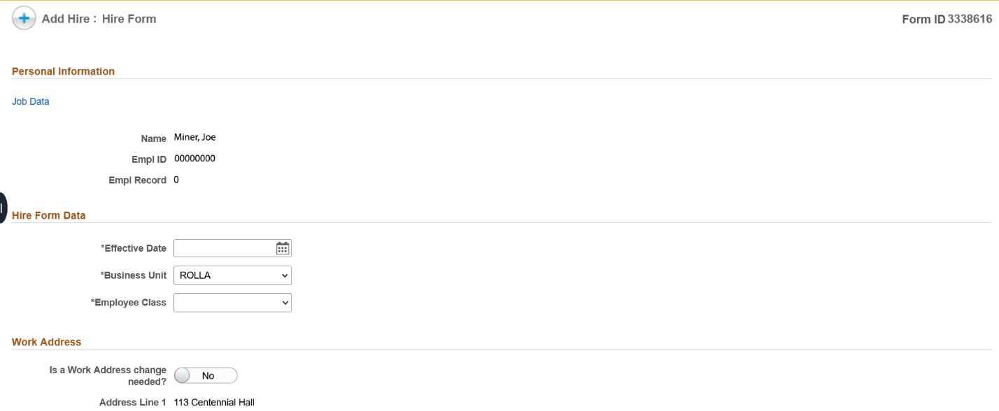 Add Hire : Hire Form
Form ID 3338616
Personal Information
Job Data
Name Miner, Joe
Empl ID 00000000
Empl Record 0
Hire Form Data
*Effective Date
*Business Unit ROLLA
*Employee Class
Work Address
Is a Work Address change
needed? No
Address Line 1 113 Centennial Hall